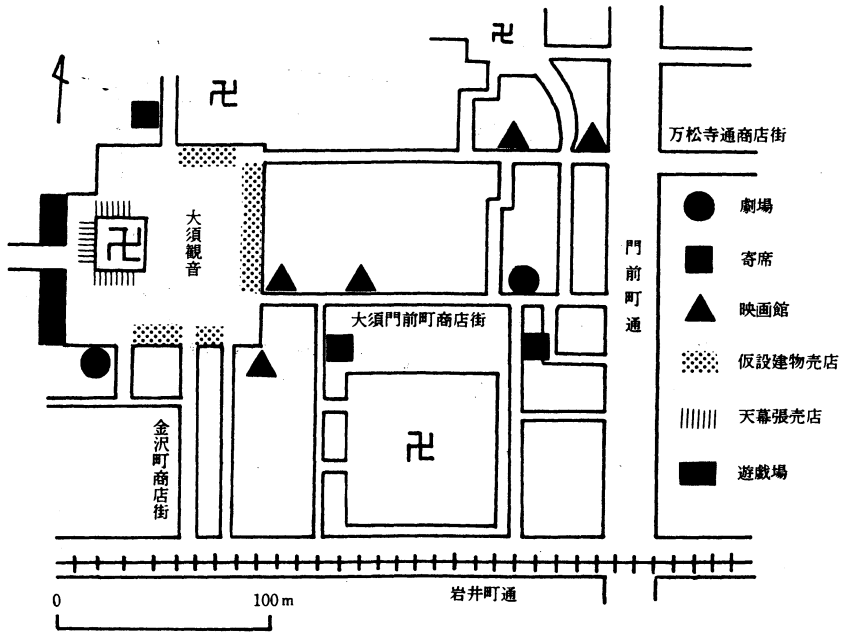 卍
卍
万松寺通商店街
大須観音
卍
門前町通
劇場
寄席
大須門前町商店街
映画館
仮設建物売店
天幕張売店
金沢町商店街
卍
遊戯場
岩井町通
0 100m